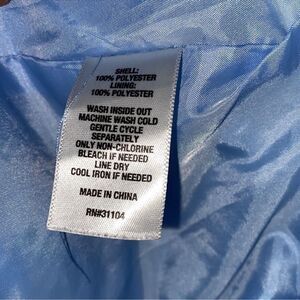 SHELL:
100% POLYESTER
LINING:
100% POLYESTER
WASH INSIDE OUT
MACHINE WASH COLD
GENTLE CYCLE
SEPARATELY
ONLY NON-CHLORINE
BLEACH IF NEEDED
LINE DRY
COOL IRON IF NEEDED
MADE IN CHINA
RN#31104